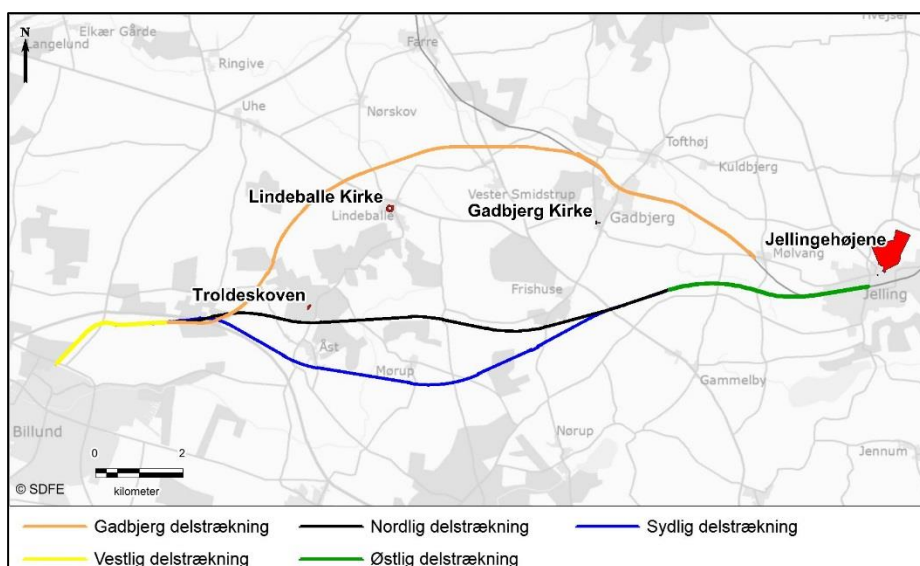 Elkær Gårde
Langelund
N
Ringive
Farre
Uhe
Nørskov
Tofthøj
Kuldbjerg
Lindeballe Kirke
Lindeballe
Vester Smidstrup
Gadbjerg Kirke
Gadbjerg
Jellingehøjene
Mølvang
Troldeskoven
Frishuse
Jelling
Åst
Mørup
Gammelby
Billund
Nørup
Jennum
0 2
kilometer
© SDFE
Gadbjerg delstrækning
Nordlig delstrækning
Sydlig delstrækning
Vestlig delstrækning
Østlig delstrækning